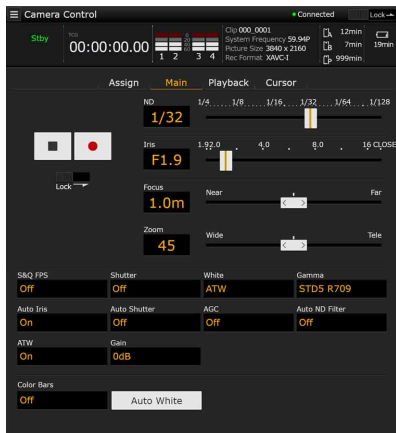 Camera Control
Connected
Lock
Stby
TCG
00:00:00.00
1 2 3 4
Clip 000_0001
System Frequency 59.94P
Picture Size 3840 x 2160
Rec Format XAVC-I
A 12min
B 7min
999min
19min
Assign Main Playback Cursor
ND
1/32
1/4 1/8 1/16 1/32 1/64 1/128
Iris
F1.9
1.9 2.0 4.0 8.0 16 CLOSE
Lock
Focus
1.0m
Near Far
Zoom
45
Wide Tele
S&Q FPS Shutter White Gamma
Off Off ATW STD5 R709
Auto Iris Auto Shutter AGC Auto ND Filter
On Off Off Off
ATW Gain
On 0dB
Color Bars
Off
Auto White